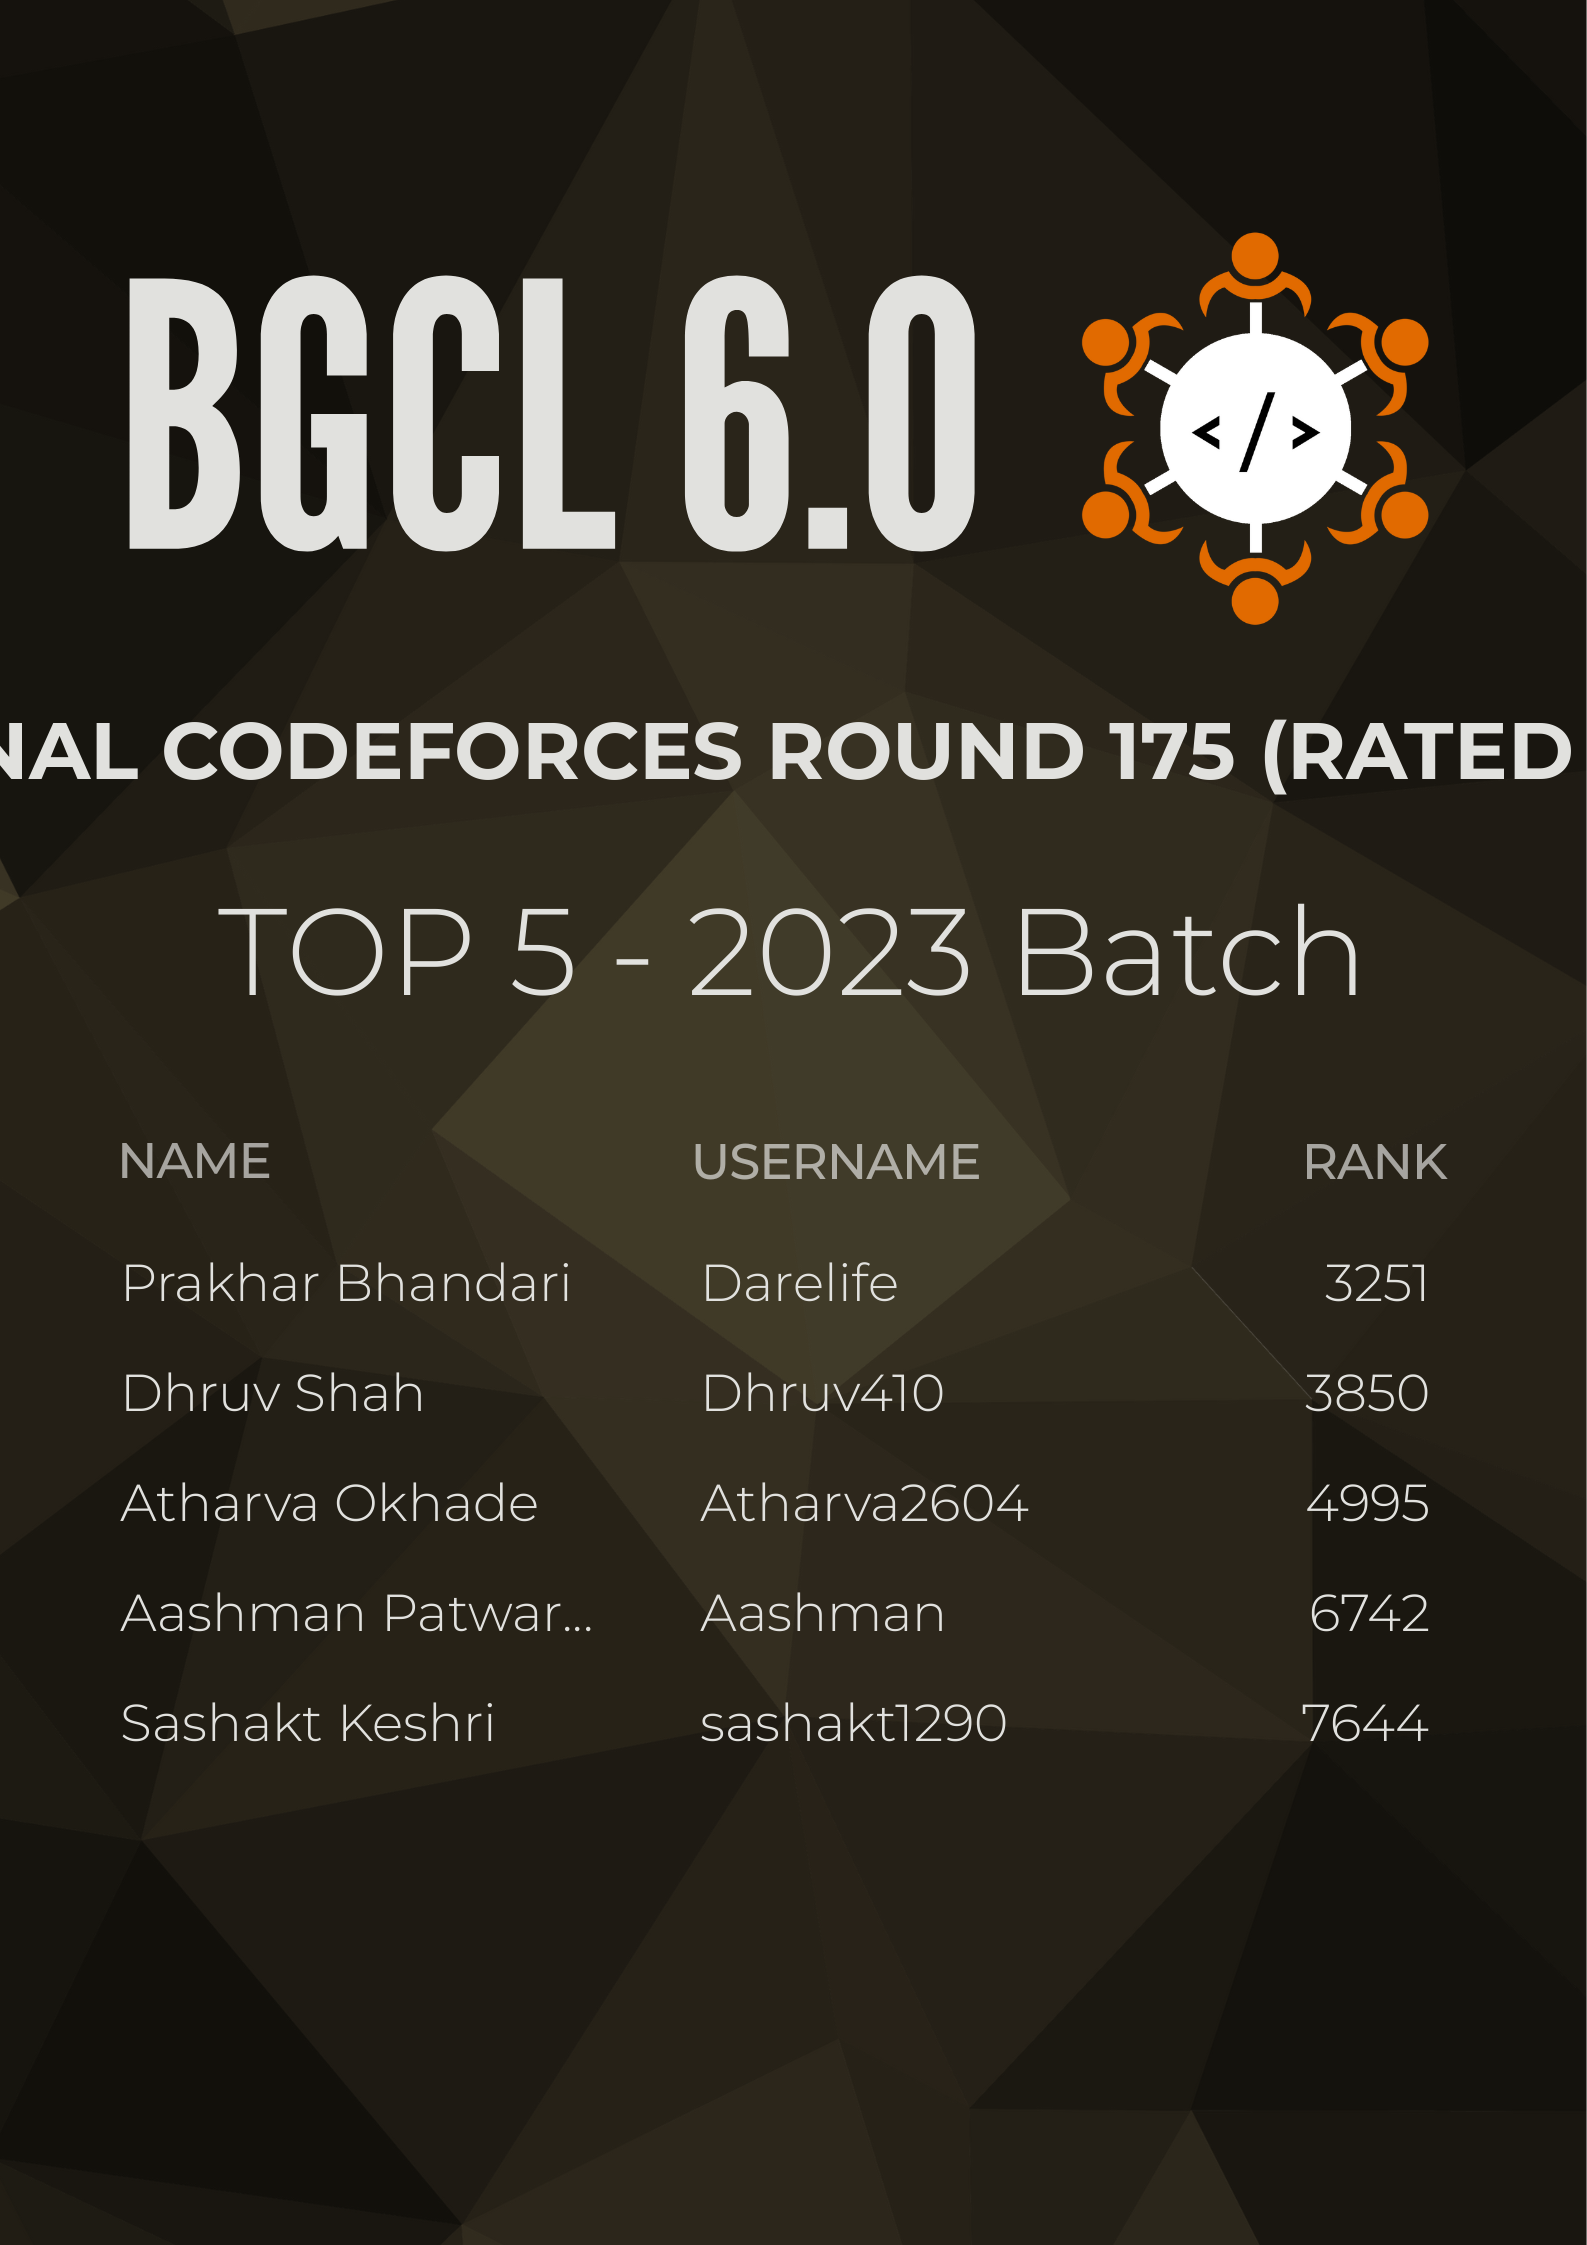 BGCL 6.0
</>
NAL CODEFORCES ROUND 175 (RATED
TOP 5 - 2023 Batch
NAME USERNAME RANK
Prakhar Bhandari Darelife 3251
Dhruv Shah Dhruv410 3850
Atharva Okhade Atharva2604 4995
Aashman Patwar... Aashman 6742
Sashakt Keshri sashakt1290 7644